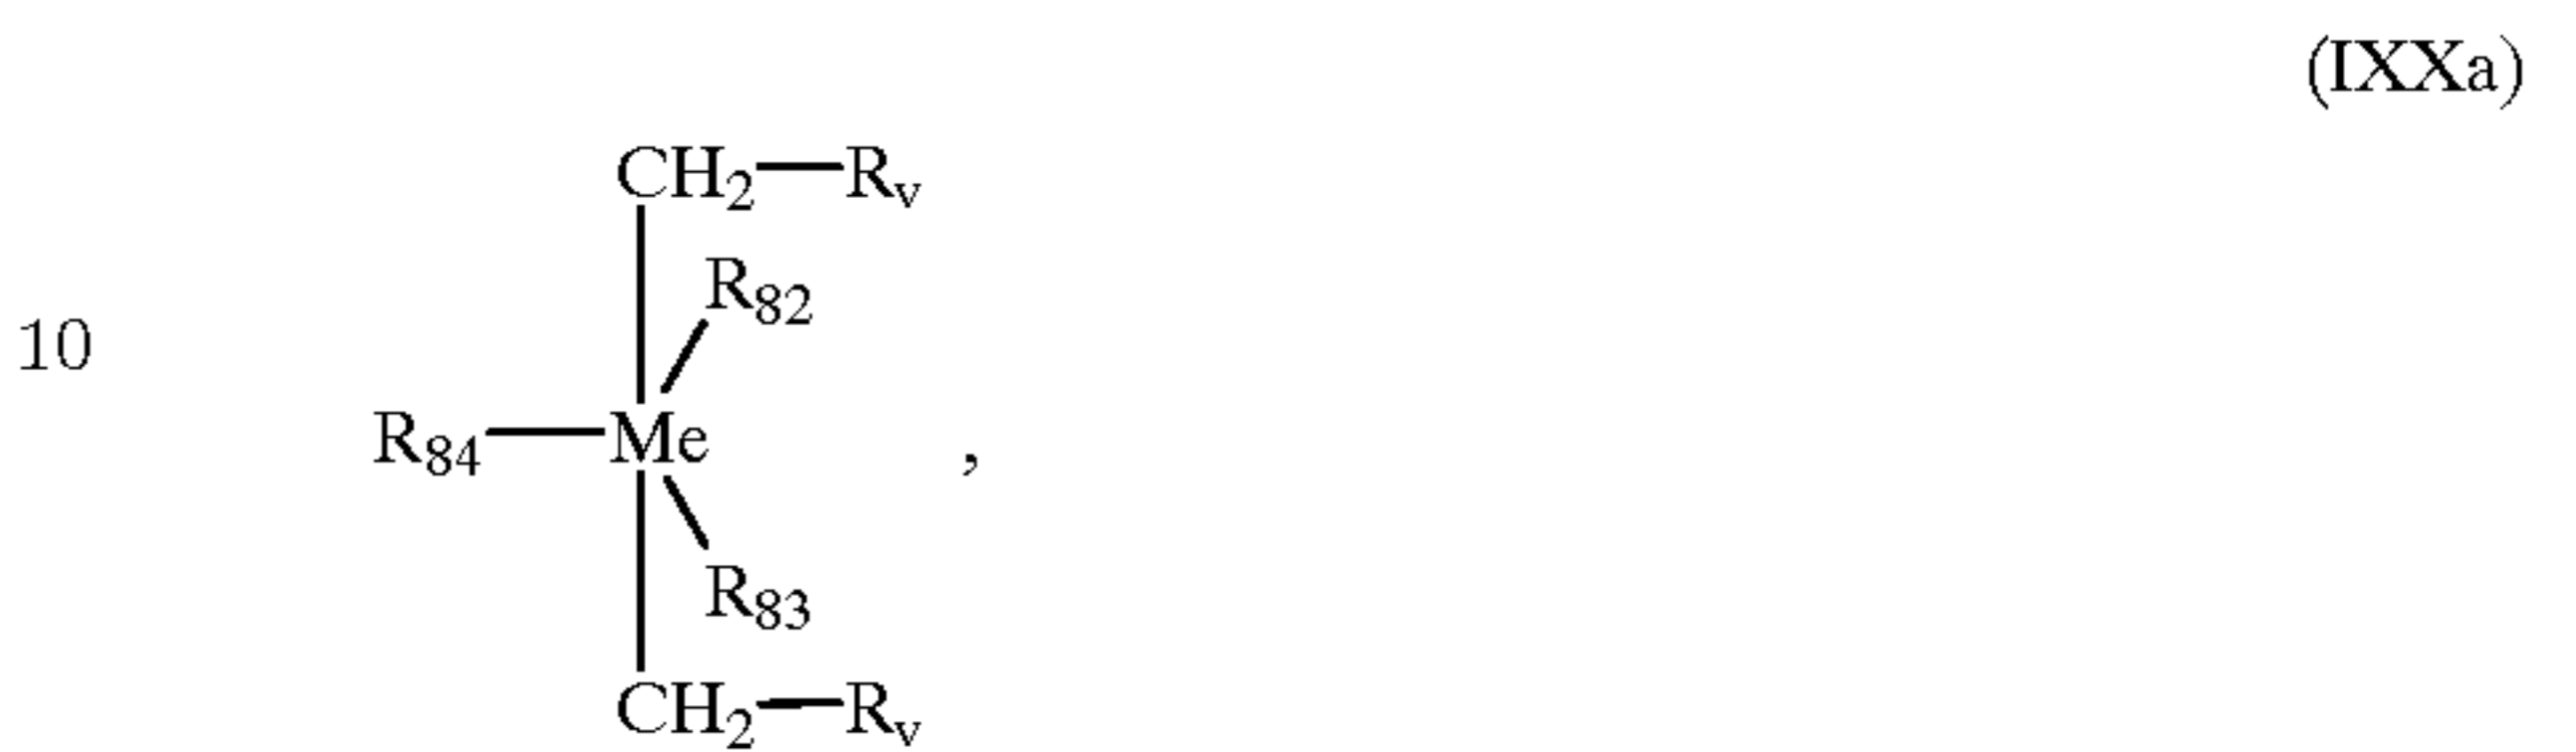 (IXXa)
CH2—Rv
R82
10
R84—Me ,
R83
CH2—Rv